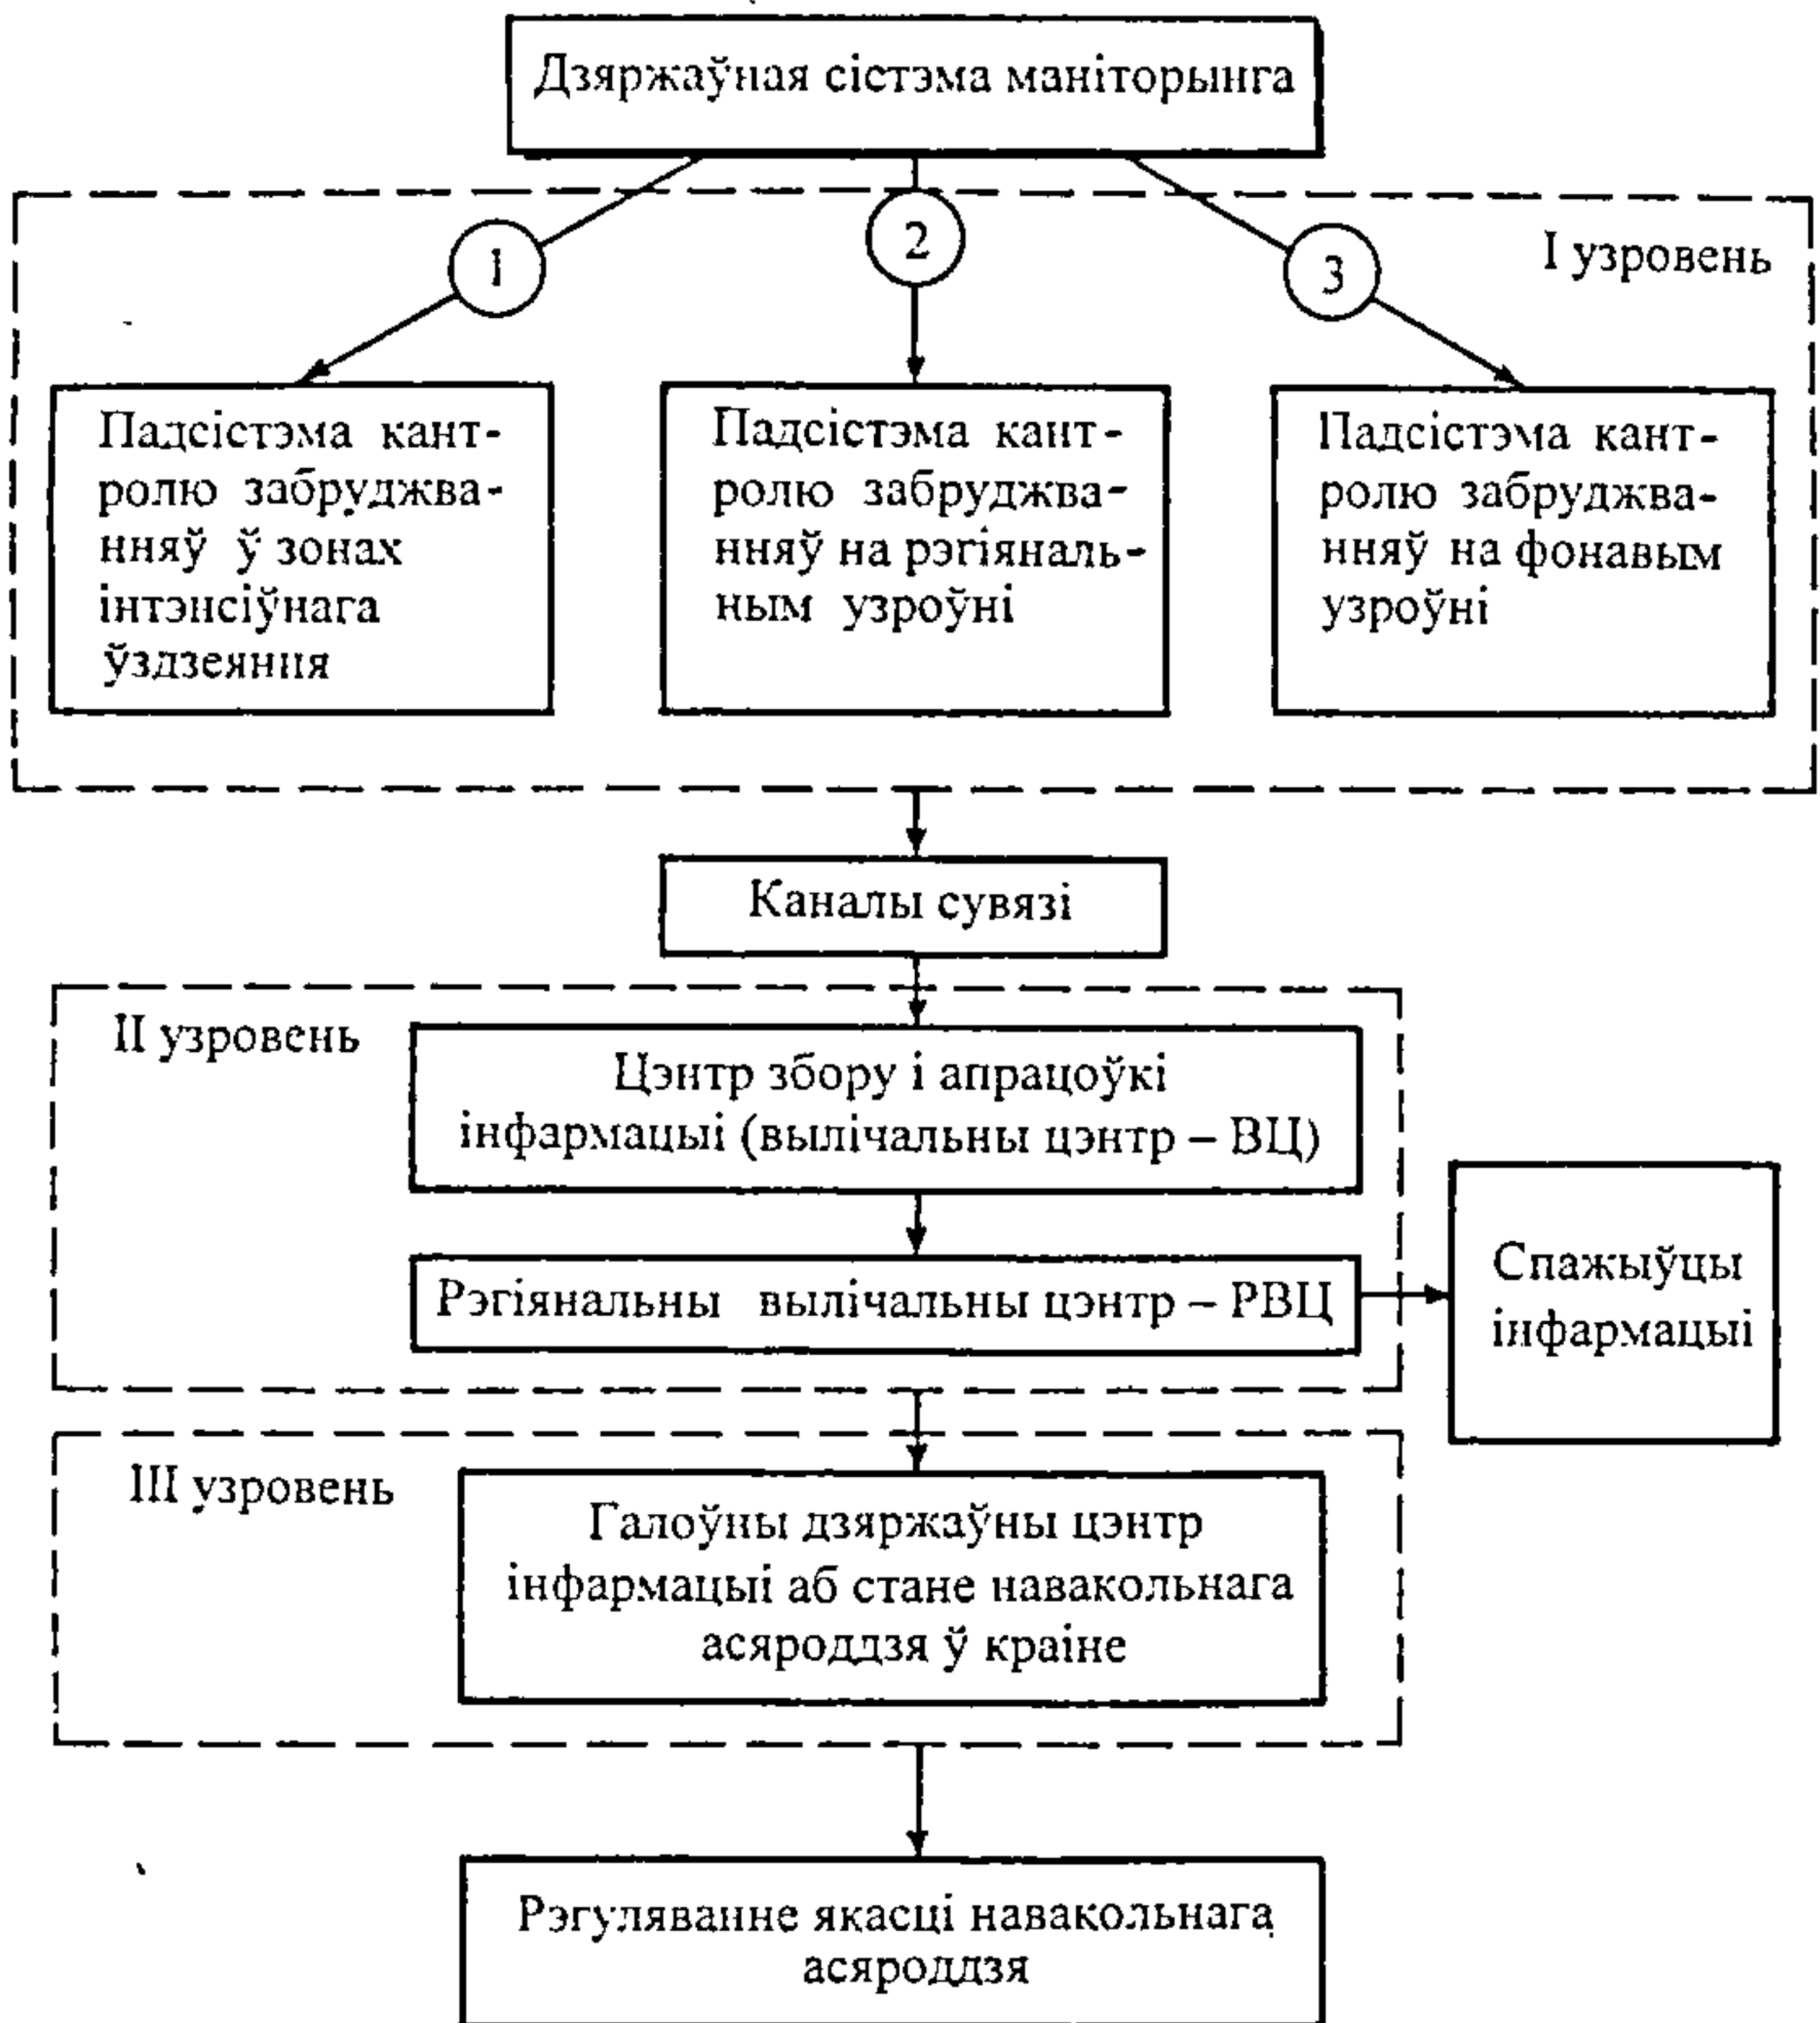 Дзяржаўная сістэма маніторынга
1
2
3
I узровень
Падсістэма кант-
ролю забруджва-
нняў ў зонах
інтэнсіўнага
ўздзеяння
Падсістэма кант-
ролю забруджва-
нняў на рэгіяналь-
ным узроўні
Падсістэма кант-
ролю забруджва-
нняў на фонавым
узроўні
Каналы сувязі
II узровень
Цэнтр збору і апрацоўкі
інфармацыі (вылічальны цэнтр – ВЦ)
Рэгіянальны вылічальны цэнтр – РВЦ
Спажыўцы
інфармацыі
III узровень
Галоўны дзяржаўны цэнтр
інфармацыі аб стане навакольнага
асяроддзя ў краіне
Рэгуляванне якасці навакольнага
асяроддзя